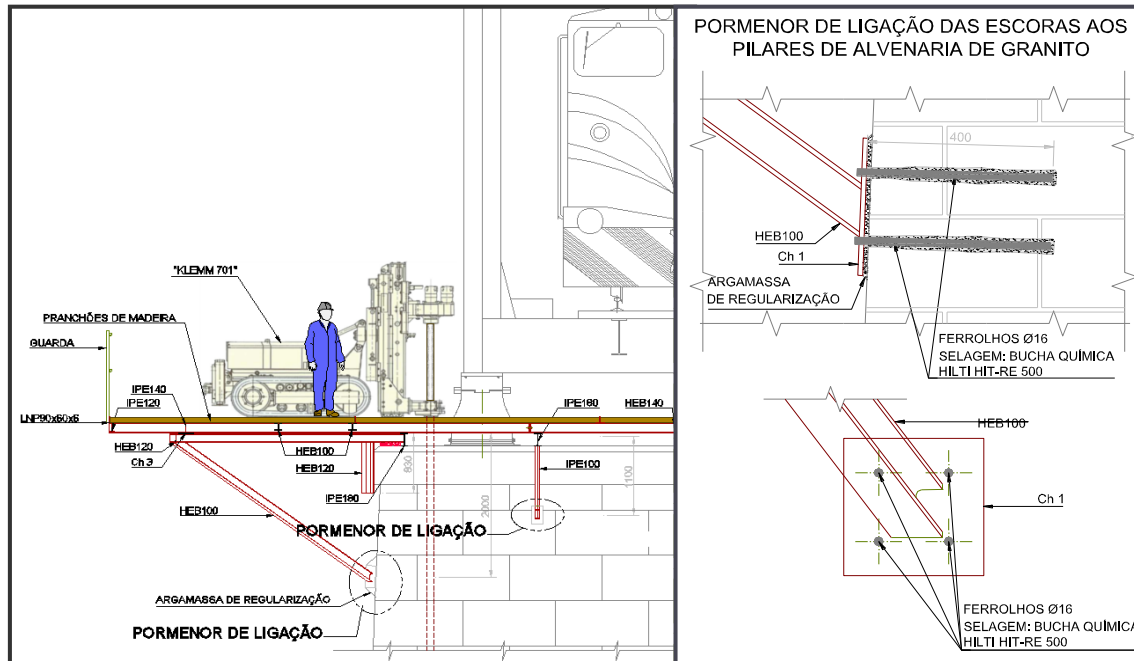 "KLEMM 701"
PRANCHÕES DE MADEIRA
GUARDA
IPE140
IPE120
LNP90x60x6
HEB120
Ch 3
HEB100
HEB120
IPE180
IPE160
HEB140
IPE100
830
2000
1100
HEB100
PORMENOR DE LIGAÇÃO
ARGAMASSA DE REGULARIZAÇÃO
PORMENOR DE LIGAÇÃO
PORMENOR DE LIGAÇÃO DAS ESCORAS AOS
PILARES DE ALVENARIA DE GRANITO
400
HEB100
Ch 1
ARGAMASSA
DE REGULARIZAÇÃO
FERROLHOS Ø16
SELAGEM: BUCHA QUÍMICA
HILTI HIT-RE 500
HEB100
Ch 1
FERROLHOS Ø16
SELAGEM: BUCHA QUÍMICA
HILTI HIT-RE 500